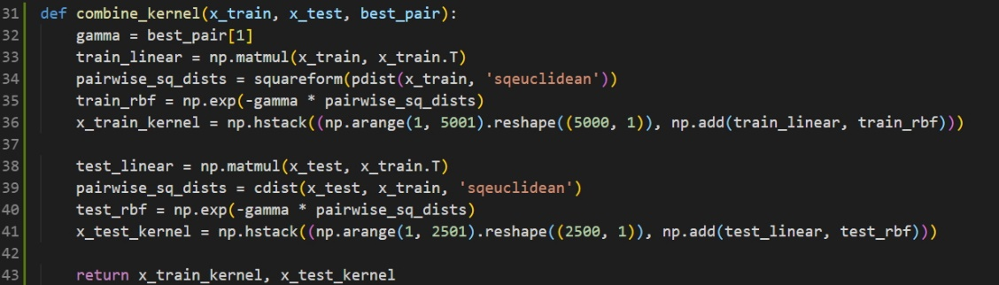 31 def combine_kernel(x_train, x_test, best_pair):
32     gamma = best_pair[1]
33     train_linear = np.matmul(x_train, x_train.T)
34     pairwise_sq_dists = squareform(pdist(x_train, 'sqeuclidean'))
35     train_rbf = np.exp(-gamma * pairwise_sq_dists)
36     x_train_kernel = np.hstack((np.arange(1, 5001).reshape((5000, 1)), np.add(train_linear, train_rbf)))
37
38     test_linear = np.matmul(x_test, x_train.T)
39     pairwise_sq_dists = cdist(x_test, x_train, 'sqeuclidean')
40     test_rbf = np.exp(-gamma * pairwise_sq_dists)
41     x_test_kernel = np.hstack((np.arange(1, 2501).reshape((2500, 1)), np.add(test_linear, test_rbf)))
42
43     return x_train_kernel, x_test_kernel